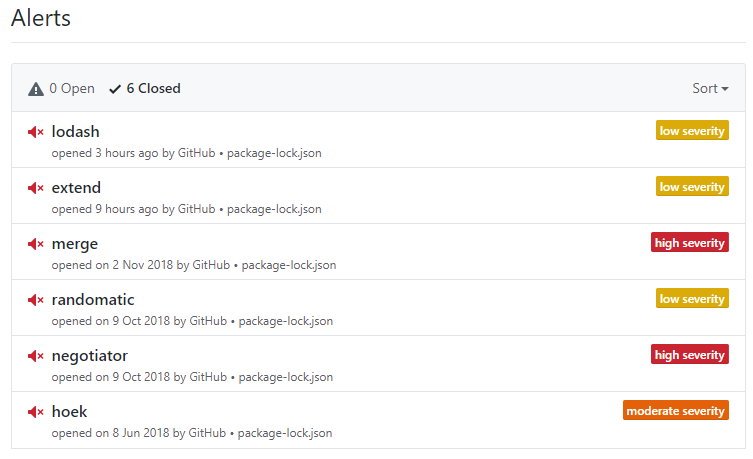 Alerts
0 Open 6 Closed Sort
lodash low severity
opened 3 hours ago by GitHub • package-lock.json
extend low severity
opened 9 hours ago by GitHub • package-lock.json
merge high severity
opened on 2 Nov 2018 by GitHub • package-lock.json
randomatic low severity
opened on 9 Oct 2018 by GitHub • package-lock.json
negotiator high severity
opened on 9 Oct 2018 by GitHub • package-lock.json
hoek moderate severity
opened on 8 Jun 2018 by GitHub • package-lock.json